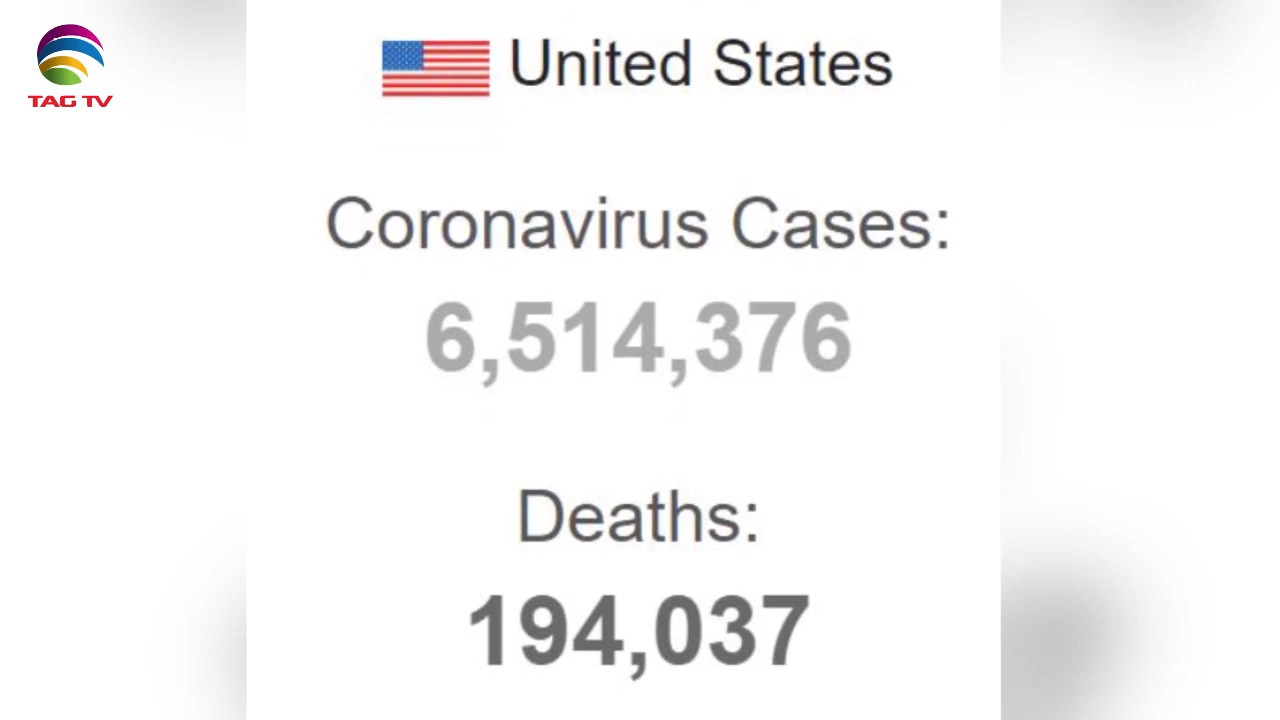 TAG TV
United States
Coronavirus Cases:
6,514,376
Deaths:
194,037